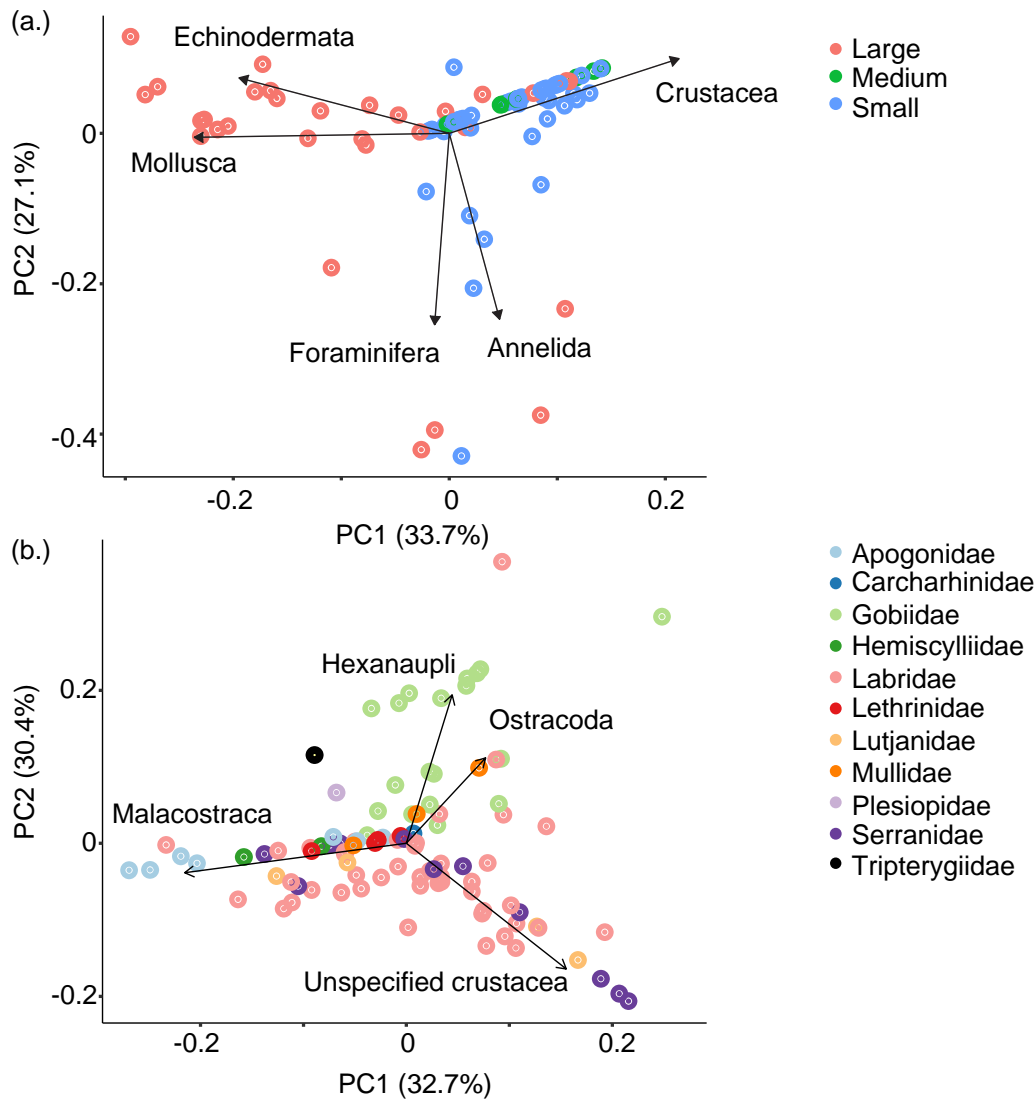 (a.)
Echinodermata
Crustacea
Mollusca
Foraminifera
Annelida
Large
Medium
Small
0
-0.2
-0.4
PC2 (27.1%)
-0.2
0
0.2
PC1 (33.7%)
(b.)
Hexanaupli
Ostracoda
Malacostraca
Unspecified crustacea
Apogonidae
Carcharhinidae
Gobiidae
Hemiscylliidae
Labridae
Lethrinidae
Lutjanidae
Mullidae
Plesiopidae
Serranidae
Tripterygiidae
0.2
0
-0.2
PC2 (30.4%)
-0.2
0
0.2
PC1 (32.7%)